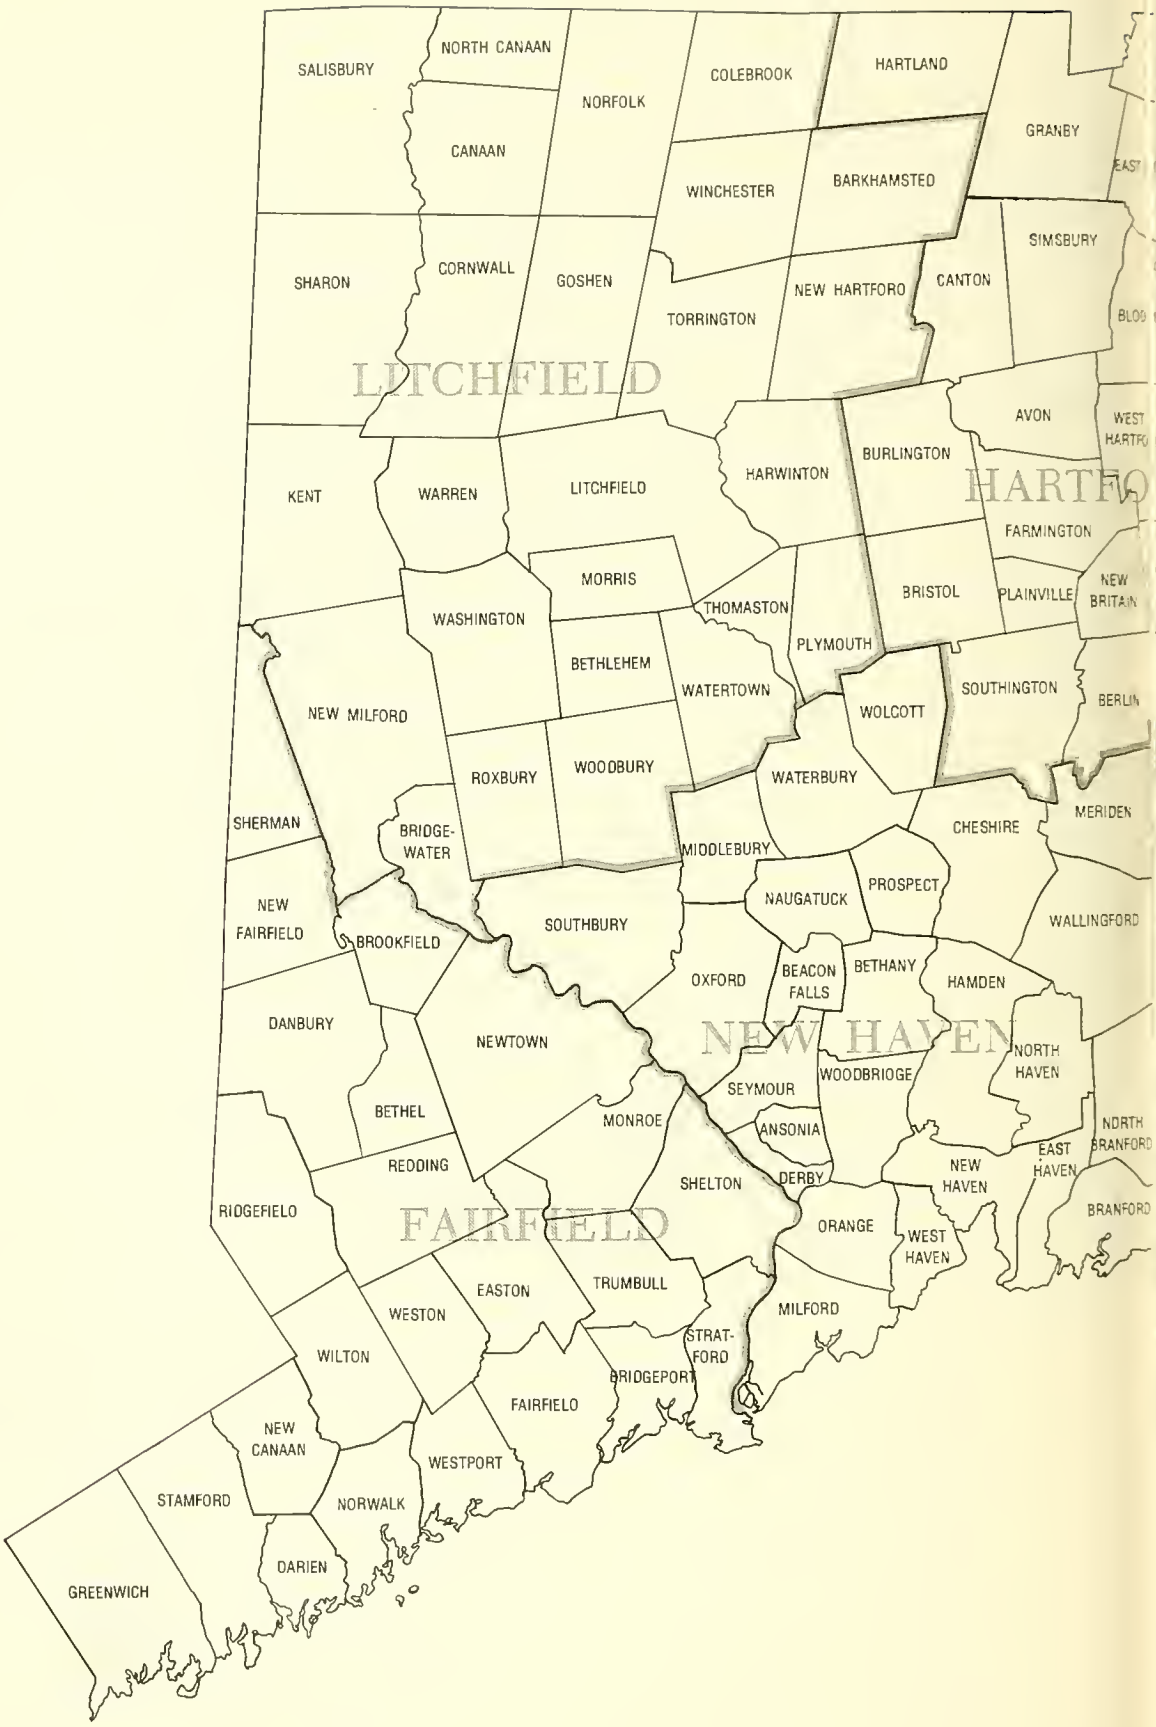 SALISBURY
NORTH CANAAN
COLEBROOK
HARTLAND
NORFOLK
GRANBY
CANAAN
EAST
WINCHESTER
BARKHAMSTED
SHARON
CORNWALL
GOSHEN
TORRINGTON
NEW HARTFORD
CANTON
SIMSBURY
BLOO
LITCHFIELD
AVON
WEST
HARTFO
KENT
WARREN
LITCHFIELD
HARWINTON
BURLINGTON
HARTFO
FARMINGTON
MORRIS
WASHINGTON
THOMASTON
BRISTOL
PLAINVILLE
NEW
BRITAIN
BETHLEHEM
PLYMOUTH
WATERTOWN
SOUTHINGTON
BERLIN
NEW MILFORD
WOLCOTT
ROXBURY
WOODBURY
WATERBURY
SHERMAN
BRIDGE-
WATER
MIDDLEBURY
CHESHIRE
MERIDEN
NEW
FAIRFIELD
BROOKFIELD
SOUTHBURY
NAUGATUCK
PROSPECT
WALLINGFORD
OXFORD
BEACON
FALLS
BETHANY
HAMDEN
DANBURY
NEWTOWN
NEW HAVEN
NORTH
HAVEN
BETHEL
MONROE
SEYMOUR
WOODBRIDGE
ANSONIA
NORTH
BRANFORD
REDDING
SHELTON
DERBY
NEW
HAVEN
EAST
HAVEN
RIDGEFIELD
FAIRFIELD
ORANGE
WEST
HAVEN
BRANFORD
EASTON
TRUMBULL
WESTON
MILFORD
WILTON
STRAT-
FORD
BRIDGEPORT
NEW
CANAAN
FAIRFIELD
WESTPORT
STAMFORD
NORWALK
DARIEN
GREENWICH